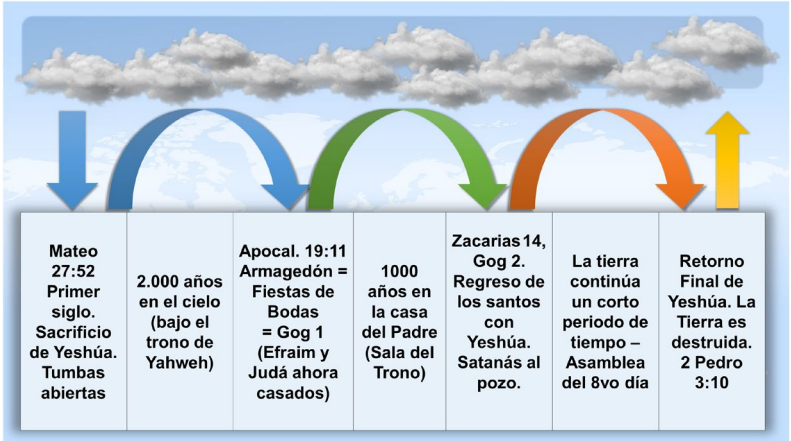 Mateo
27:52
Primer
siglo.
Sacrificio
de Yeshúa.
Tumbas
abiertas
2.000 años
en el cielo
(bajo el
trono de
Yahweh)
Apocal. 19:11
Armagedón =
Fiestas de
Bodas
= Gog 1
(Efraim y
Judá ahora
casados)
1000
años en
la casa
del Padre
(Sala del
Trono)
Zacarias 14,
Gog 2.
Regreso de
los santos
con
Yeshúa.
Satanás al
pozo.
La tierra
continúa
un corto
periodo de
tiempo –
Asamblea
del 8vo día
Retorno
Final de
Yeshúa. La
Tierra es
destruida.
2 Pedro
3:10